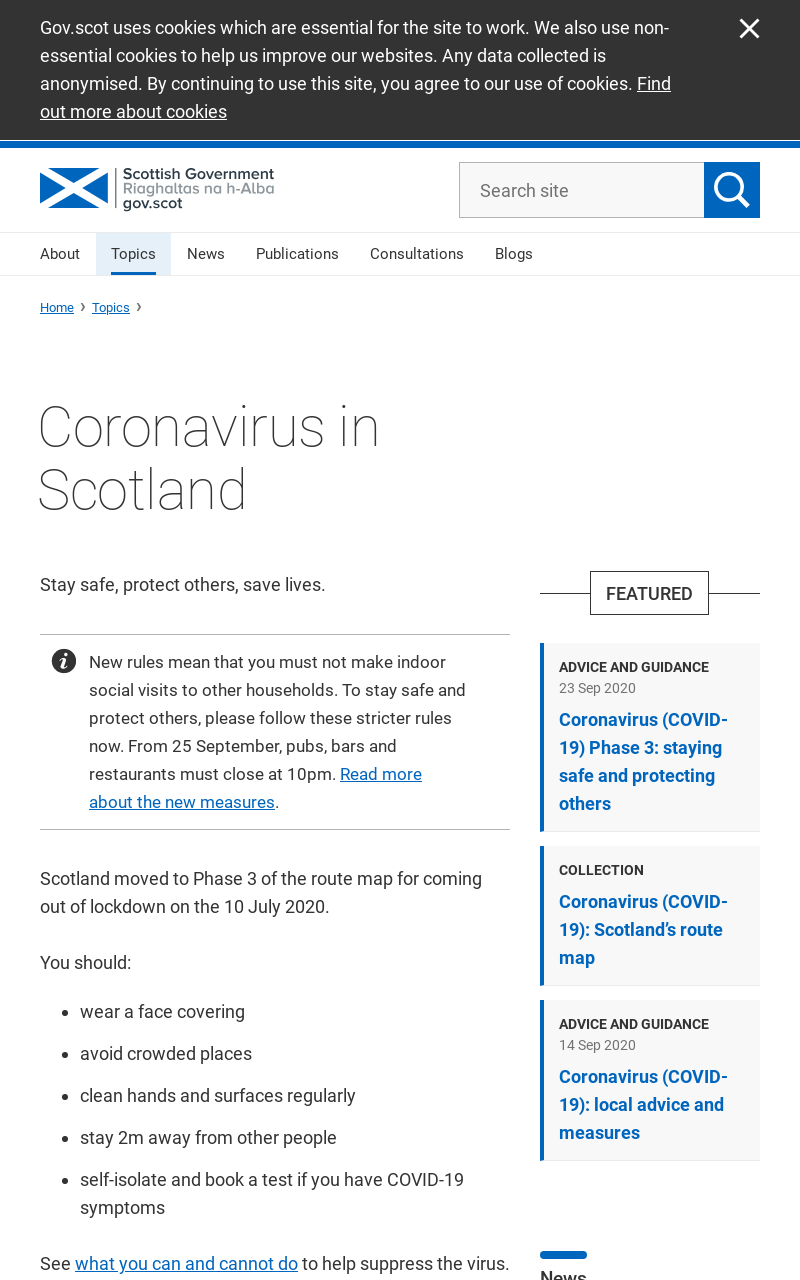 Gov.scot uses cookies which are essential for the site to work. We also use non-
essential cookies to help us improve our websites. Any data collected is
anonymised. By continuing to use this site, you agree to our use of cookies. Find
out more about cookies
Scottish Government
Riaghaltas na h-Alba
gov.scot
Search site
About
Topics
News
Publications
Consultations
Blogs
Home › Topics ›
Coronavirus in
Scotland
Stay safe, protect others, save lives.
New rules mean that you must not make indoor
social visits to other households. To stay safe and
protect others, please follow these stricter rules
now. From 25 September, pubs, bars and
restaurants must close at 10pm. Read more
about the new measures.
Scotland moved to Phase 3 of the route map for coming
out of lockdown on the 10 July 2020.
You should:
• wear a face covering
• avoid crowded places
• clean hands and surfaces regularly
• stay 2m away from other people
• self-isolate and book a test if you have COVID-19
symptoms
See what you can and cannot do to help suppress the virus.
FEATURED
ADVICE AND GUIDANCE
23 Sep 2020
Coronavirus (COVID-
19) Phase 3: staying
safe and protecting
others
COLLECTION
Coronavirus (COVID-
19): Scotland’s route
map
ADVICE AND GUIDANCE
14 Sep 2020
Coronavirus (COVID-
19): local advice and
measures
News